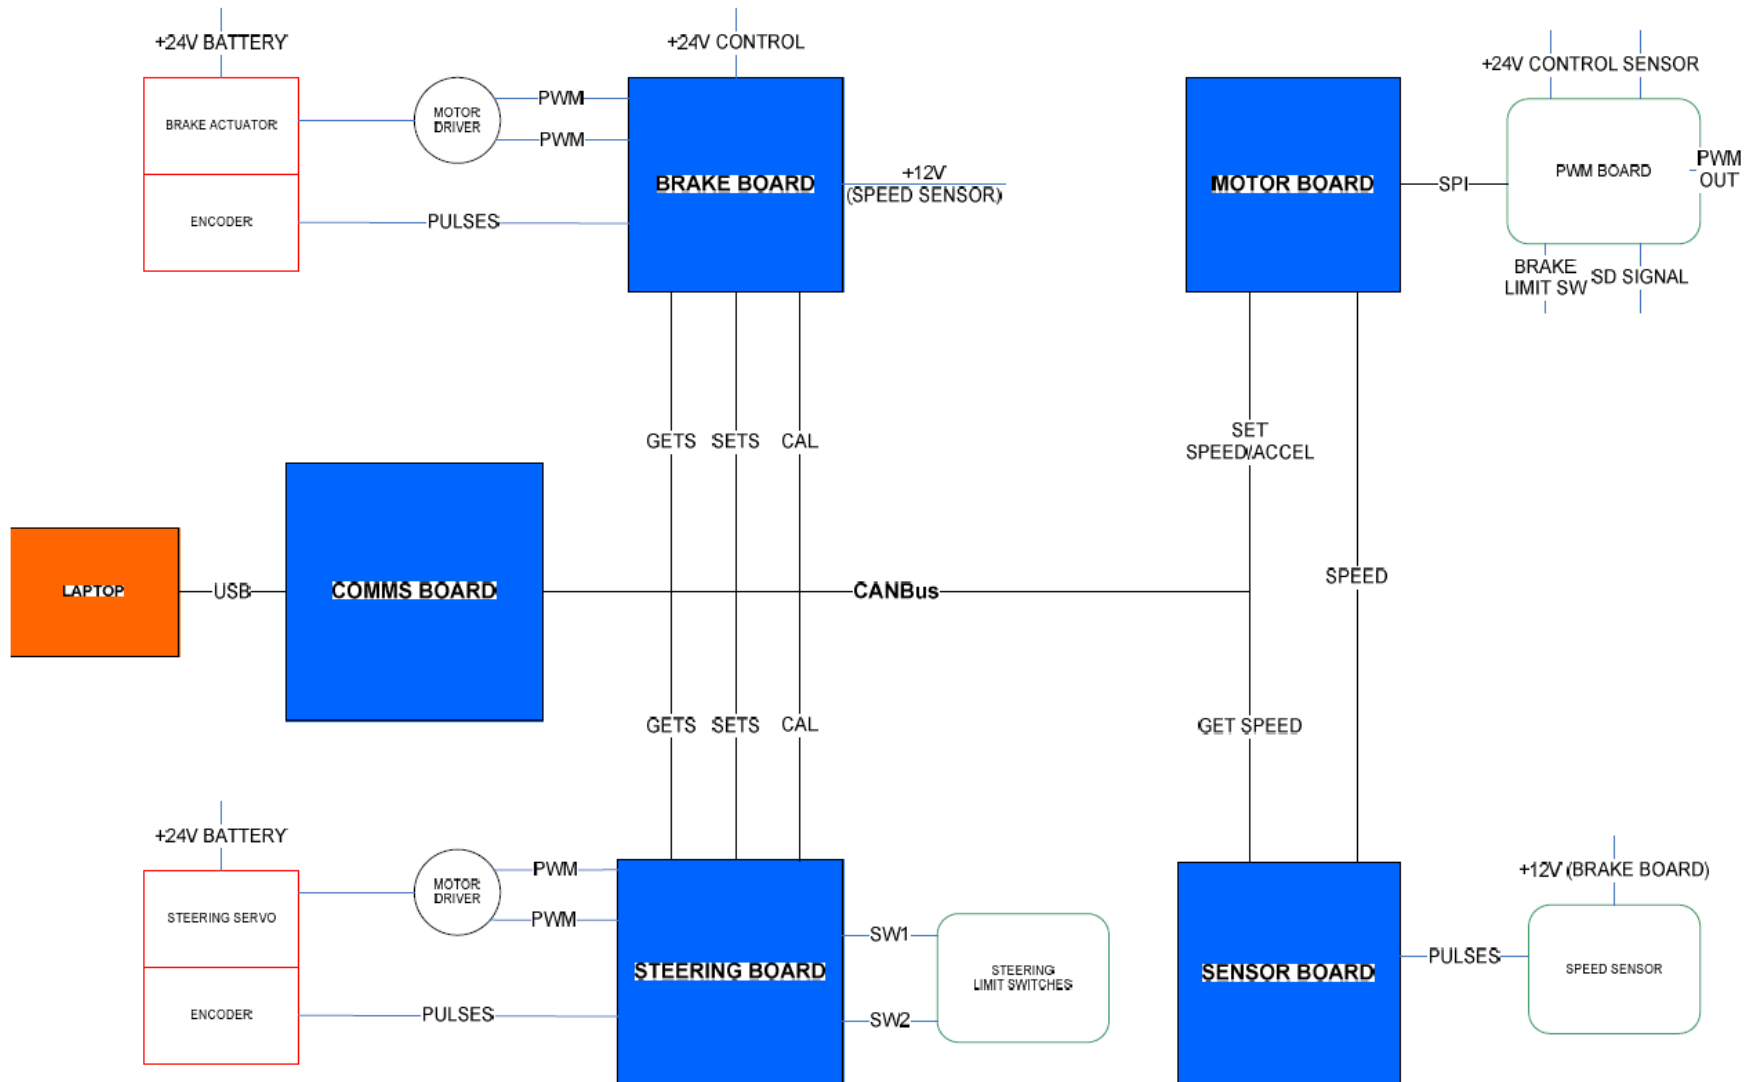 +24V BATTERY
+24V CONTROL
+24V CONTROL SENSOR
BRAKE ACTUATOR
MOTOR
DRIVER
PWM
PWM
BRAKE BOARD
+12V
(SPEED SENSOR)
ENCODER
PULSES
MOTOR BOARD
SPI
PWM BOARD
PWM
OUT
BRAKE
LIMIT SW
SD SIGNAL
GETS
SETS
CAL
SET
SPEED/ACCEL
LAPTOP
USB
COMMS BOARD
CANBus
SPEED
GETS
SETS
CAL
GET SPEED
+24V BATTERY
STEERING SERVO
MOTOR
DRIVER
PWM
PWM
STEERING BOARD
ENCODER
PULSES
SW1
SW2
STEERING
LIMIT SWITCHES
SENSOR BOARD
PULSES
+12V (BRAKE BOARD)
SPEED SENSOR